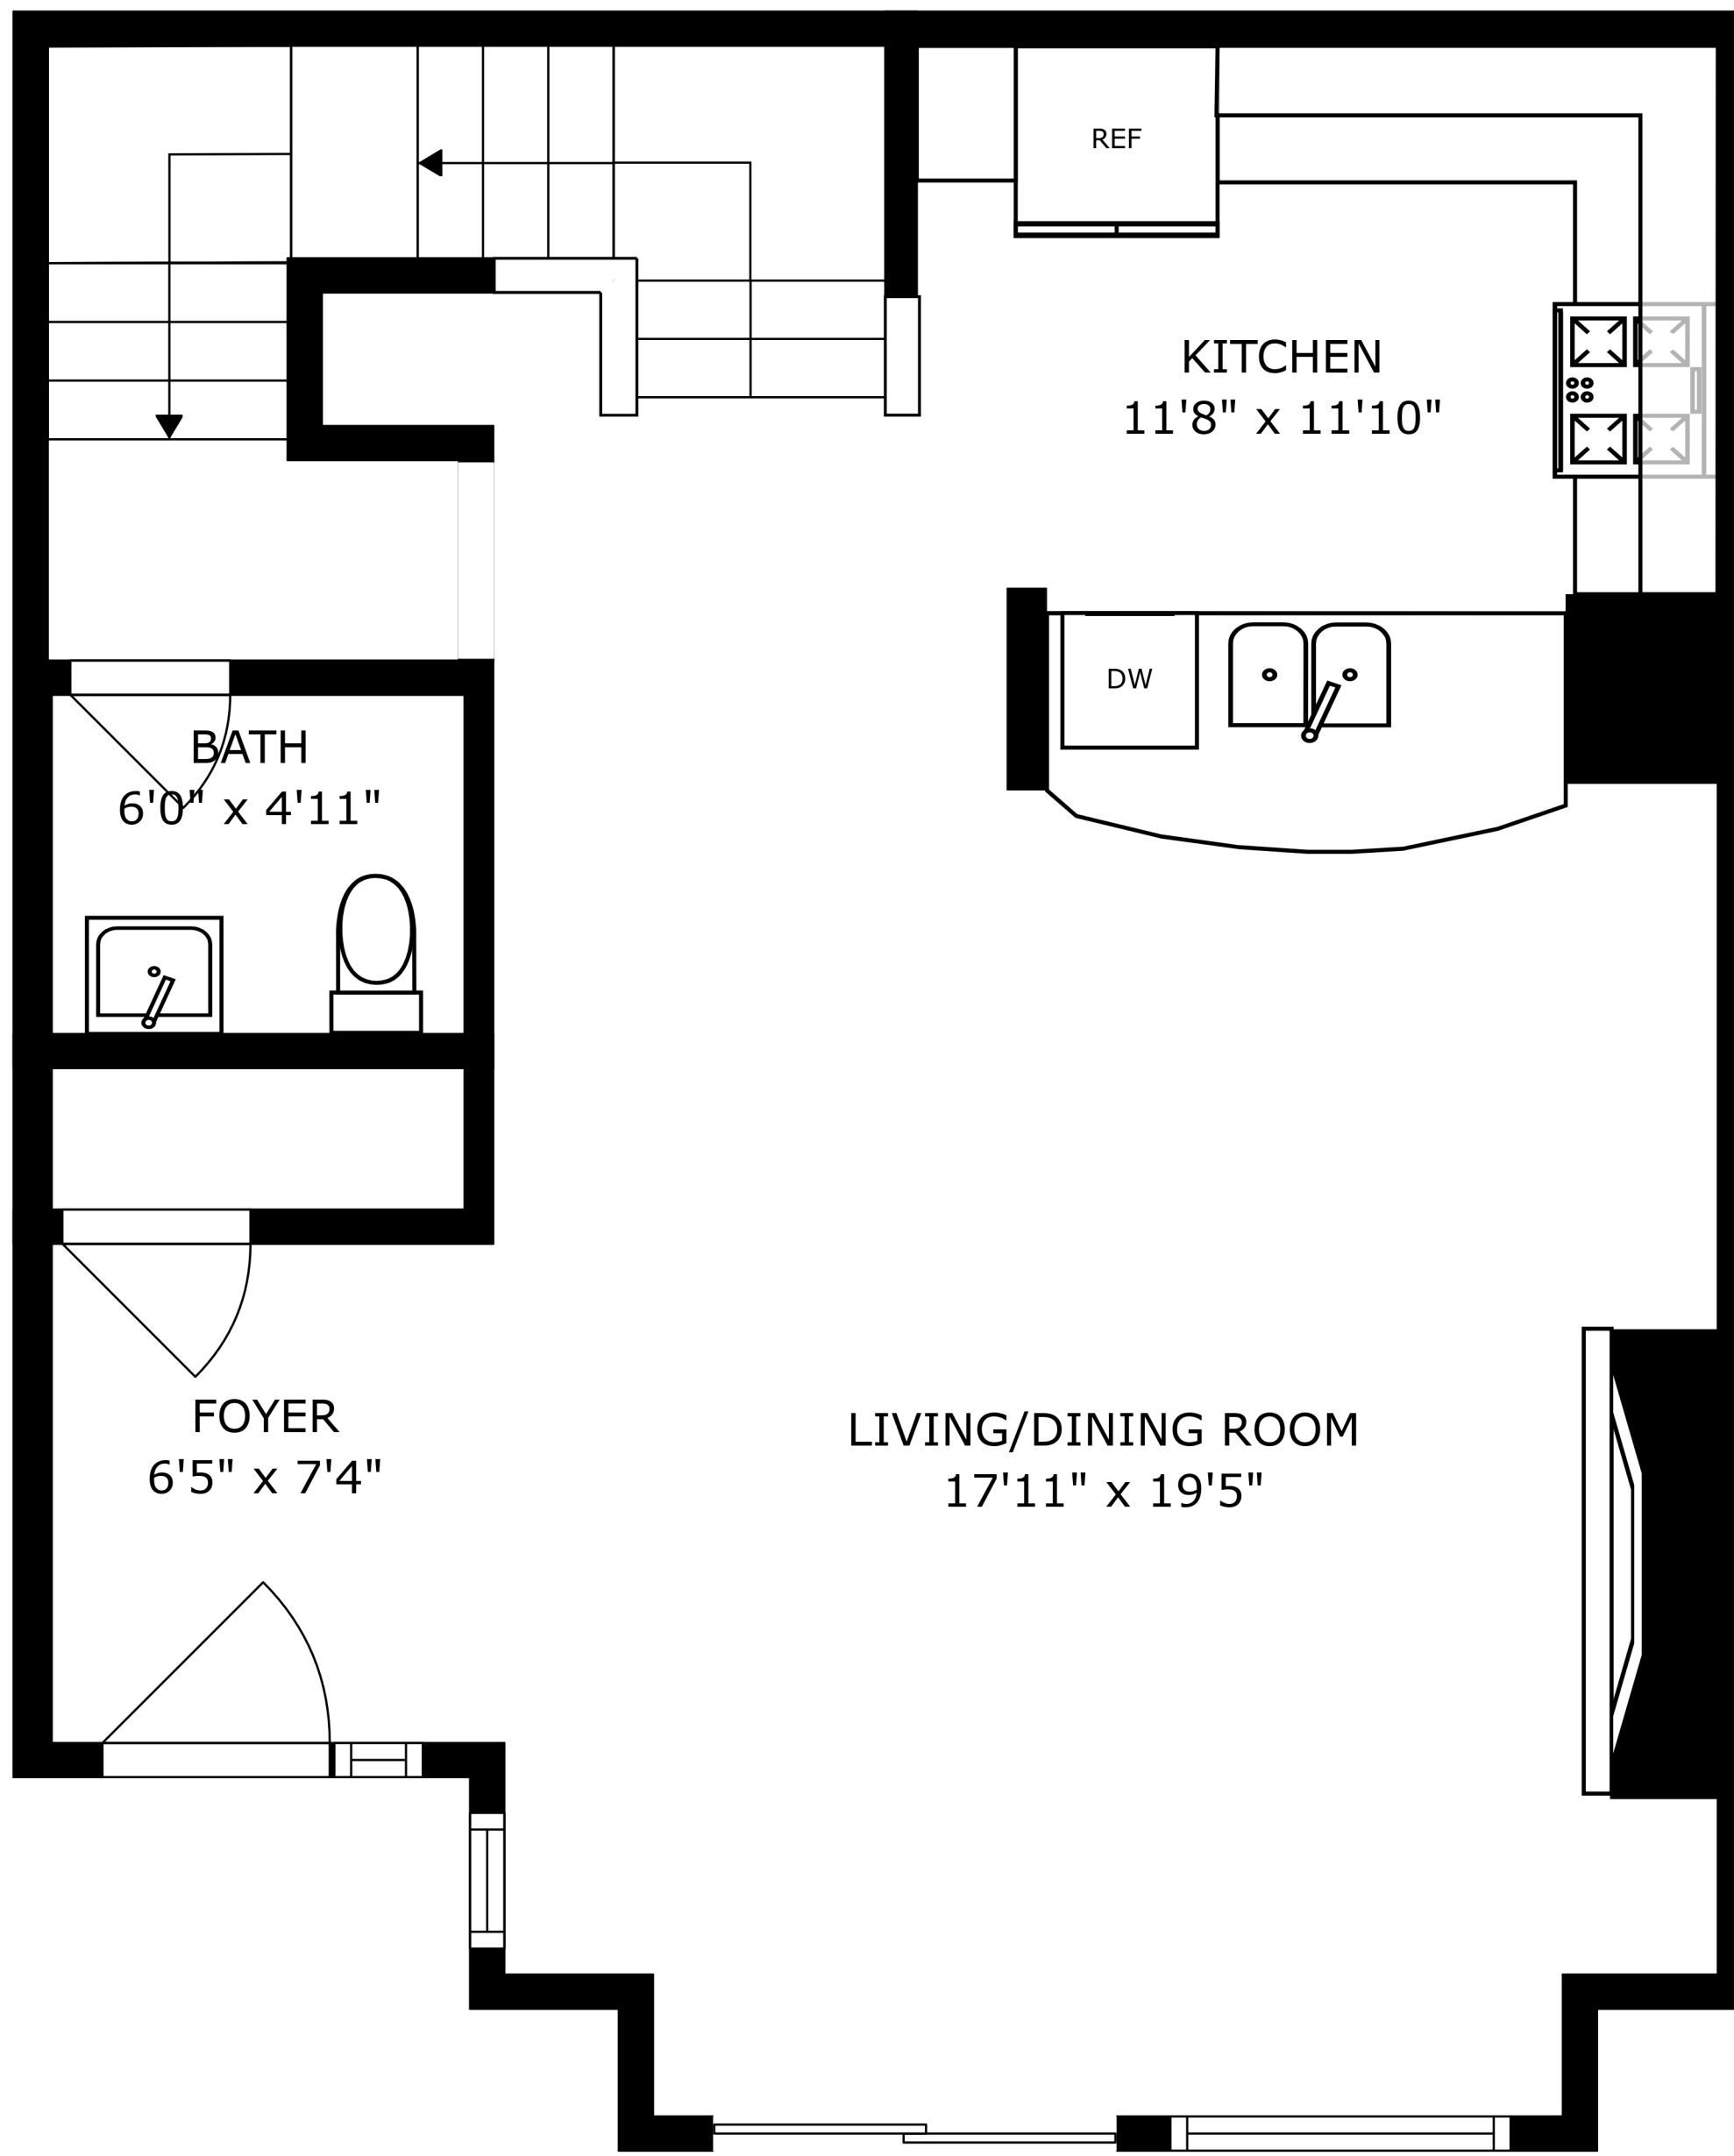 REF
KITCHEN
11'8" x 11'10"
DW
BATH
6'0" x 4'11"
FOYER
6'5" x 7'4"
LIVING/DINING ROOM
17'11" x 19'5"